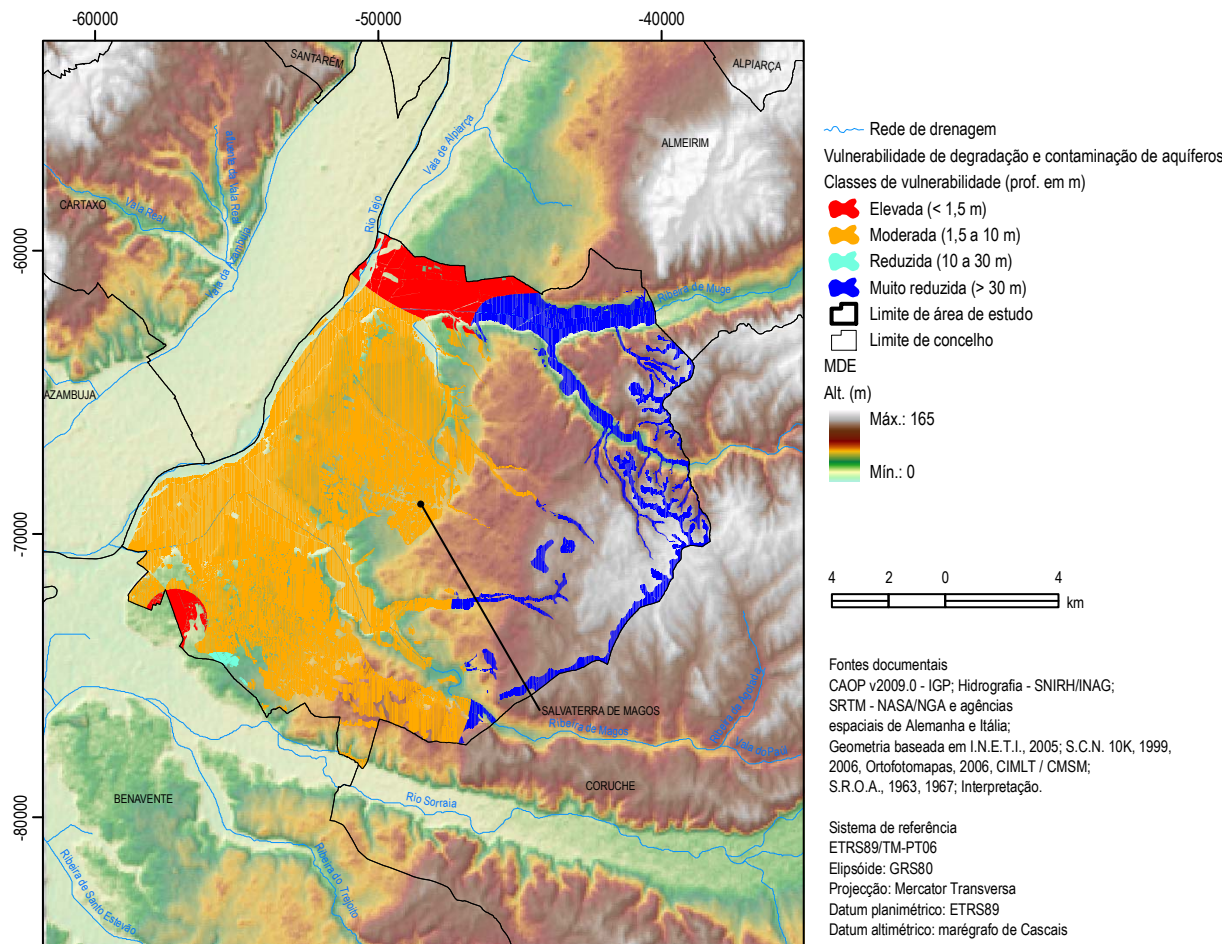 -60000
-50000
-40000
-60000
-70000
-80000
SANTARÉM
ALPIARÇA
ALMEIRIM
CARTAXO
AZAMBUJA
BENAVENTE
CORUCHE
SALVATERRA DE MAGOS
Vala de Alpiarça
afluente da Vala Real
Vala Real
Vala da Azambuja
Rio Tejo
Ribeira de Muge
Ribeira de Magos
Rio Sorraia
Ribeira do Trejoito
Ribeira de Santo Estevão
Rede de drenagem
Vulnerabilidade de degradação e contaminação de aquíferos
Classes de vulnerabilidade (prof. em m)
Elevada (< 1,5 m)
Moderada (1,5 a 10 m)
Reduzida (10 a 30 m)
Muito reduzida (> 30 m)
Limite de área de estudo
Limite de concelho
MDE
Alt. (m)
Máx.: 165
Mín.: 0
4 2 0 4
km
Fontes documentais
CAOP v2009.0 - IGP; Hidrografia - SNIRH/INAG;
SRTM - NASA/NGA e agências
espaciais de Alemanha e Itália;
Geometria baseada em I.N.E.T.I., 2005; S.C.N. 10K, 1999,
2006, Ortofotomapas, 2006, CIMLT / CMSM;
S.R.O.A., 1963, 1967; Interpretação.
Sistema de referência
ETRS89/TM-PT06
Elipsóide: GRS80
Projecção: Mercator Transversa
Datum planimétrico: ETRS89
Datum altimétrico: marégrafo de Cascais